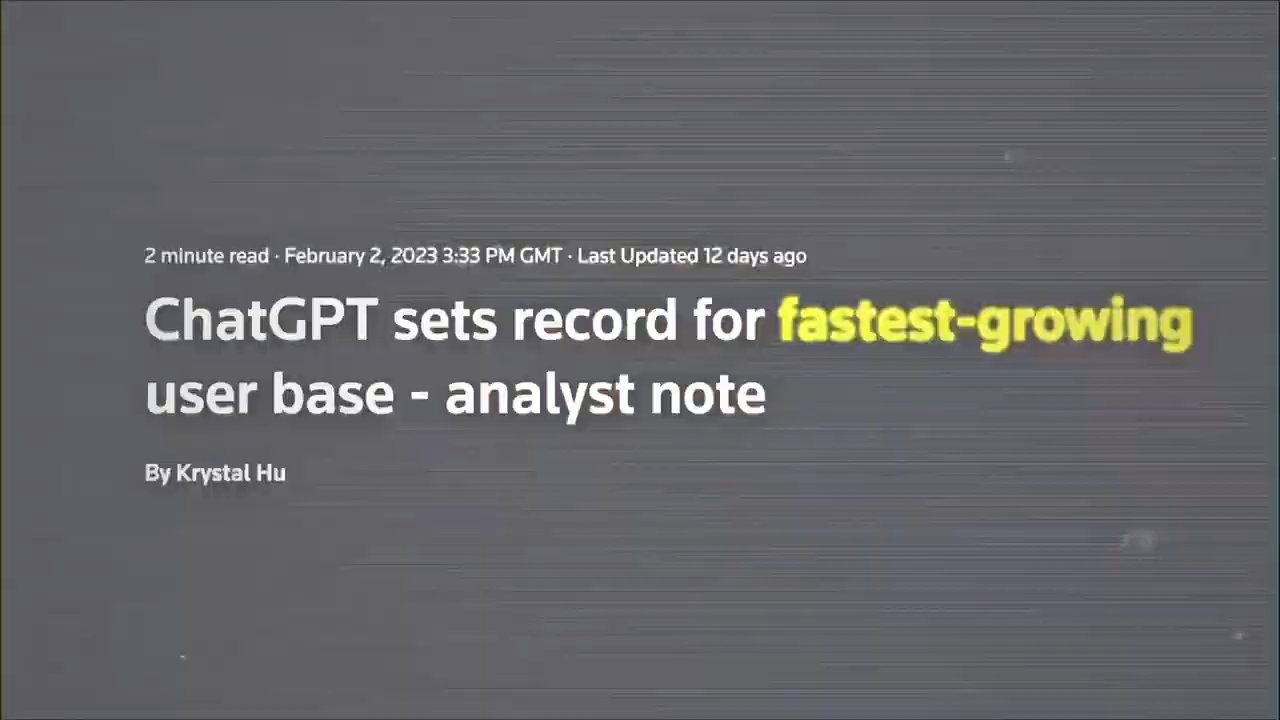 2 minute read · February 2, 2023 3:33 PM GMT · Last Updated 12 days ago
ChatGPT sets record for fastest-growing
user base - analyst note
By Krystal Hu